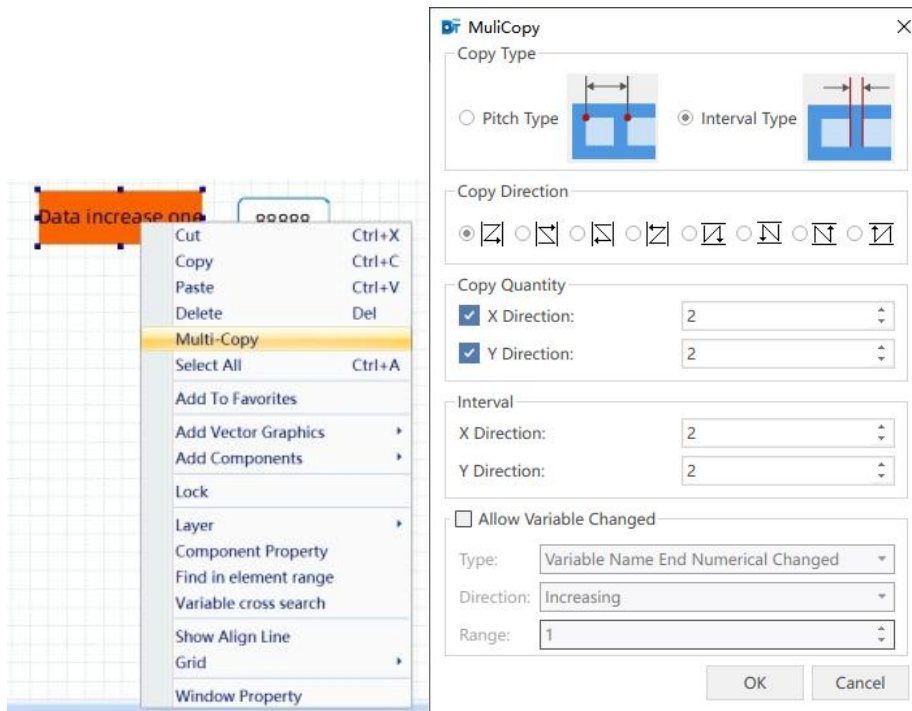 Data increase one
88888
Cut Ctrl+X
Copy Ctrl+C
Paste Ctrl+V
Delete Del
Multi-Copy
Select All Ctrl+A
Add To Favorites
Add Vector Graphics
Add Components
Lock
Layer
Component Property
Find in element range
Variable cross search
Show Align Line
Grid
Window Property
DT MuliCopy
Copy Type
Pitch Type
Interval Type
Copy Direction
Copy Quantity
X Direction: 2
Y Direction: 2
Interval
X Direction: 2
Y Direction: 2
Allow Variable Changed
Type: Variable Name End Numerical Changed
Direction: Increasing
Range: 1
OK Cancel